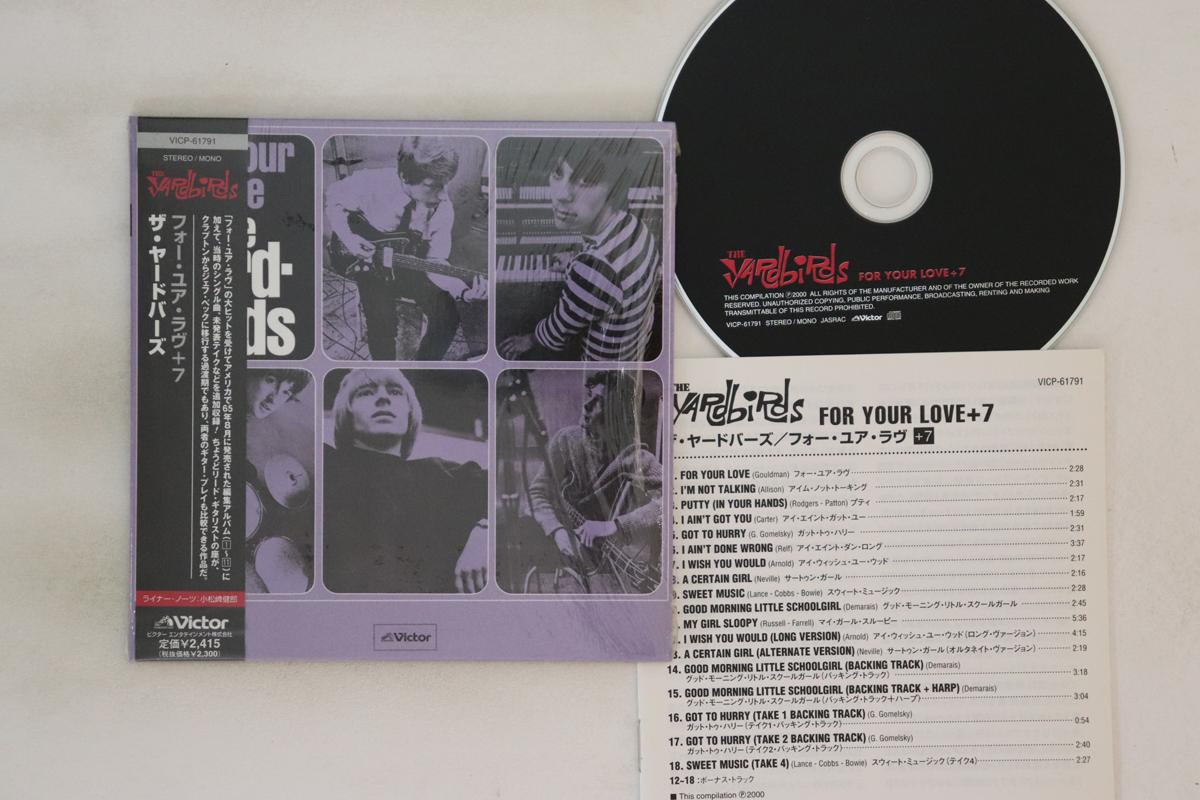 VICP-61791
STEREO / MONO
THE YARDBIRDS
フォー・ユア・ラヴ+7
ザ・ヤードバーズ
「フォー・ユア・ラヴ」の大ヒットを受けてアメリカで65年8月に発売された編集アルバム(1~11)に
加えて、当時のシングル曲、未発表テイクなどを追加収録! ちょうどリード・ギタリストの座が、
クラプトンからジェフ・ベックに移行する過渡期でもあり、両者のギター・プレイも比較できる作品だ。
ライナー・ノーツ:小松崎健郎
Victor
ビクター エンタテインメント株式会社
定価¥2,415
(税抜価格¥2,300)
our
e
e
rd-
ds
Victor
THE YARDBIRDS FOR YOUR LOVE+7
THIS COMPILATION ℗2000 ALL RIGHTS OF THE MANUFACTURER AND OF THE OWNER OF THE RECORDED WORK
RESERVED. UNAUTHORIZED COPYING, PUBLIC PERFORMANCE, BROADCASTING, RENTING AND MAKING
TRANSMITTABLE OF THIS RECORD PROHIBITED.
VICP-61791 STEREO / MONO JASRAC Victor
VICP-61791
THE YARDBIRDS FOR YOUR LOVE+7
・ヤードバーズ/フォー・ユア・ラヴ +7
. FOR YOUR LOVE (Gouldman) フォー・ユア・ラヴ 2:28
. I'M NOT TALKING (Allison) アイム・ノット・トーキング 2:31
. PUTTY (IN YOUR HANDS) (Rodgers - Patton) プティ 2:17
. I AIN'T GOT YOU (Carter) アイ・エイント・ガット・ユー 1:59
. GOT TO HURRY (G. Gomelsky) ガット・トゥ・ハリー 2:31
. I AIN'T DONE WRONG (Relf) アイ・エイント・ダン・ロング 3:37
. I WISH YOU WOULD (Arnold) アイ・ウィッシュ・ユー・ウッド 2:17
. A CERTAIN GIRL (Neville) サートゥン・ガール 2:16
. SWEET MUSIC (Lance - Cobbs - Bowie) スウィート・ミュージック 2:28
. GOOD MORNING LITTLE SCHOOLGIRL (Demarais) グッド・モーニング・リトル・スクールガール 2:45
. MY GIRL SLOOPY (Russell - Farrell) マイ・ガール・スルーピー 5:36
. I WISH YOU WOULD (LONG VERSION) (Arnold) アイ・ウィッシュ・ユー・ウッド(ロング・ヴァージョン) 4:15
3. A CERTAIN GIRL (ALTERNATE VERSION) (Neville) サートゥン・ガール(オルタネイト・ヴァージョン) 2:19
14. GOOD MORNING LITTLE SCHOOLGIRL (BACKING TRACK) (Demarais)
グッド・モーニング・リトル・スクールガール(バッキング・トラック) 3:18
15. GOOD MORNING LITTLE SCHOOLGIRL (BACKING TRACK + HARP) (Demarais)
グッド・モーニング・リトル・スクールガール(バッキング・トラック+ハープ) 3:04
16. GOT TO HURRY (TAKE 1 BACKING TRACK) (G. Gomelsky)
ガット・トゥ・ハリー(テイク1・バッキング・トラック) 0:54
17. GOT TO HURRY (TAKE 2 BACKING TRACK) (G. Gomelsky)
ガット・トゥ・ハリー(テイク2・バッキング・トラック) 2:40
18. SWEET MUSIC (TAKE 4) (Lance - Cobbs - Bowie) スウィート・ミュージック(テイク4) 2:27
12~18:ボーナス・トラック
■ This compilation ℗2000